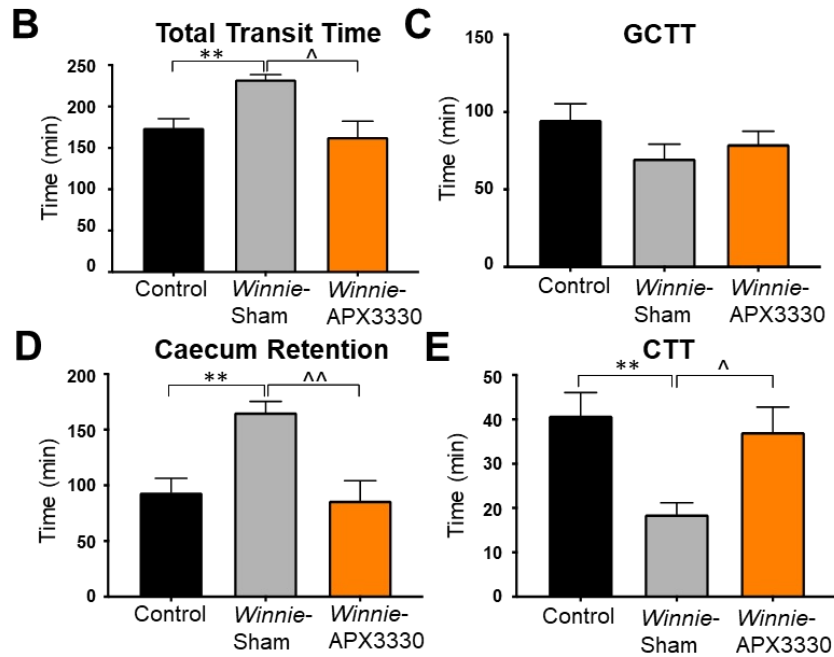 B
Total Transit Time
** ^
Time (min)
250
200
150
100
50
0
Control
Winnie-
Sham
Winnie-
APX3330
C
GCTT
Time (min)
150
100
50
0
Control
Winnie-
Sham
Winnie-
APX3330
D
Caecum Retention
** ^^
Time (min)
200
150
100
50
0
Control
Winnie-
Sham
Winnie-
APX3330
E
CTT
** ^
Time (min)
50
40
30
20
10
0
Control
Winnie-
Sham
Winnie-
APX3330